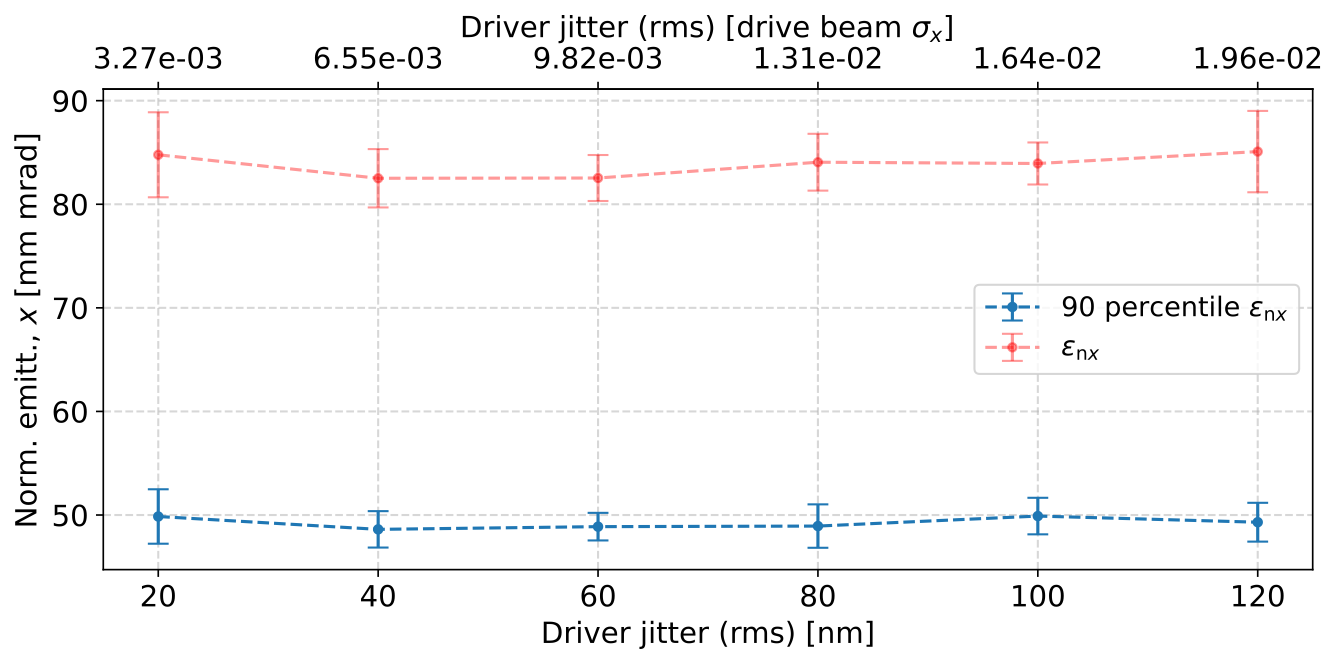 Driver jitter (rms) [drive beam σx]
3.27e-03 6.55e-03 9.82e-03 1.31e-02 1.64e-02 1.96e-02
Norm. emitt., x [mm mrad]
90
80
70
60
50
90 percentile εnx
εnx
20 40 60 80 100 120
Driver jitter (rms) [nm]